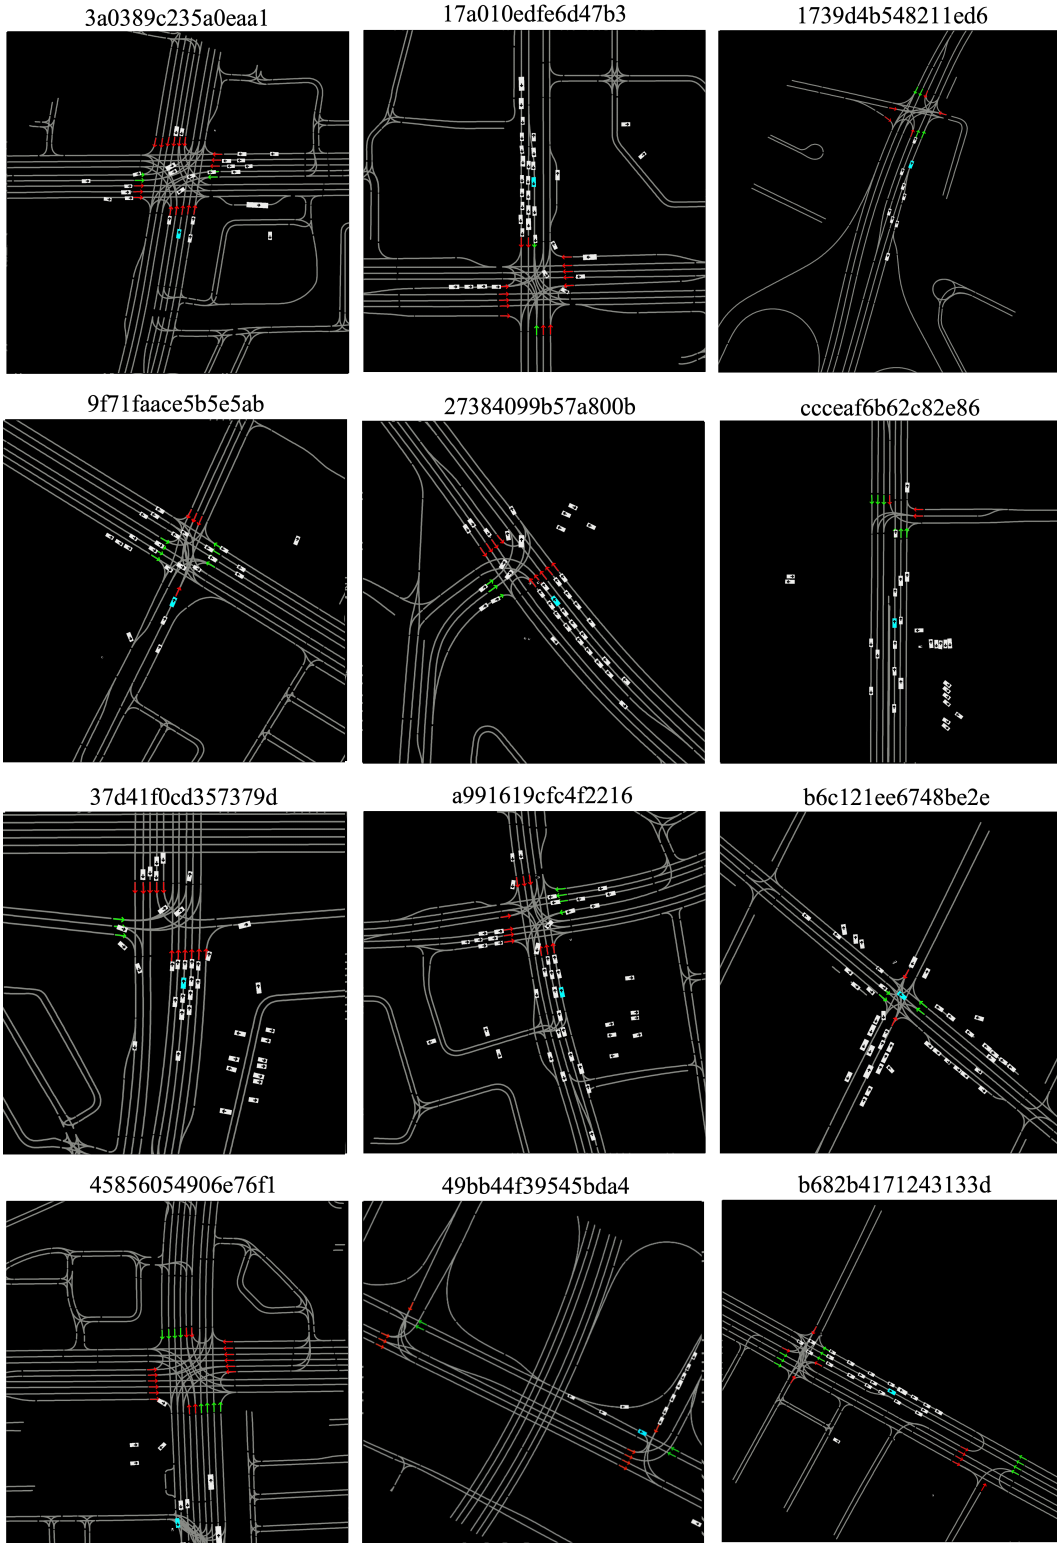 3a0389c235a0eaa1
17a010edfe6d47b3
1739d4b548211ed6
9f71faace5b5e5ab
27384099b57a800b
ccceaf6b62c82e86
37d41f0cd357379d
a991619cfc4f2216
b6c121ee6748be2e
45856054906e76f1
49bb44f39545bda4
b682b4171243133d